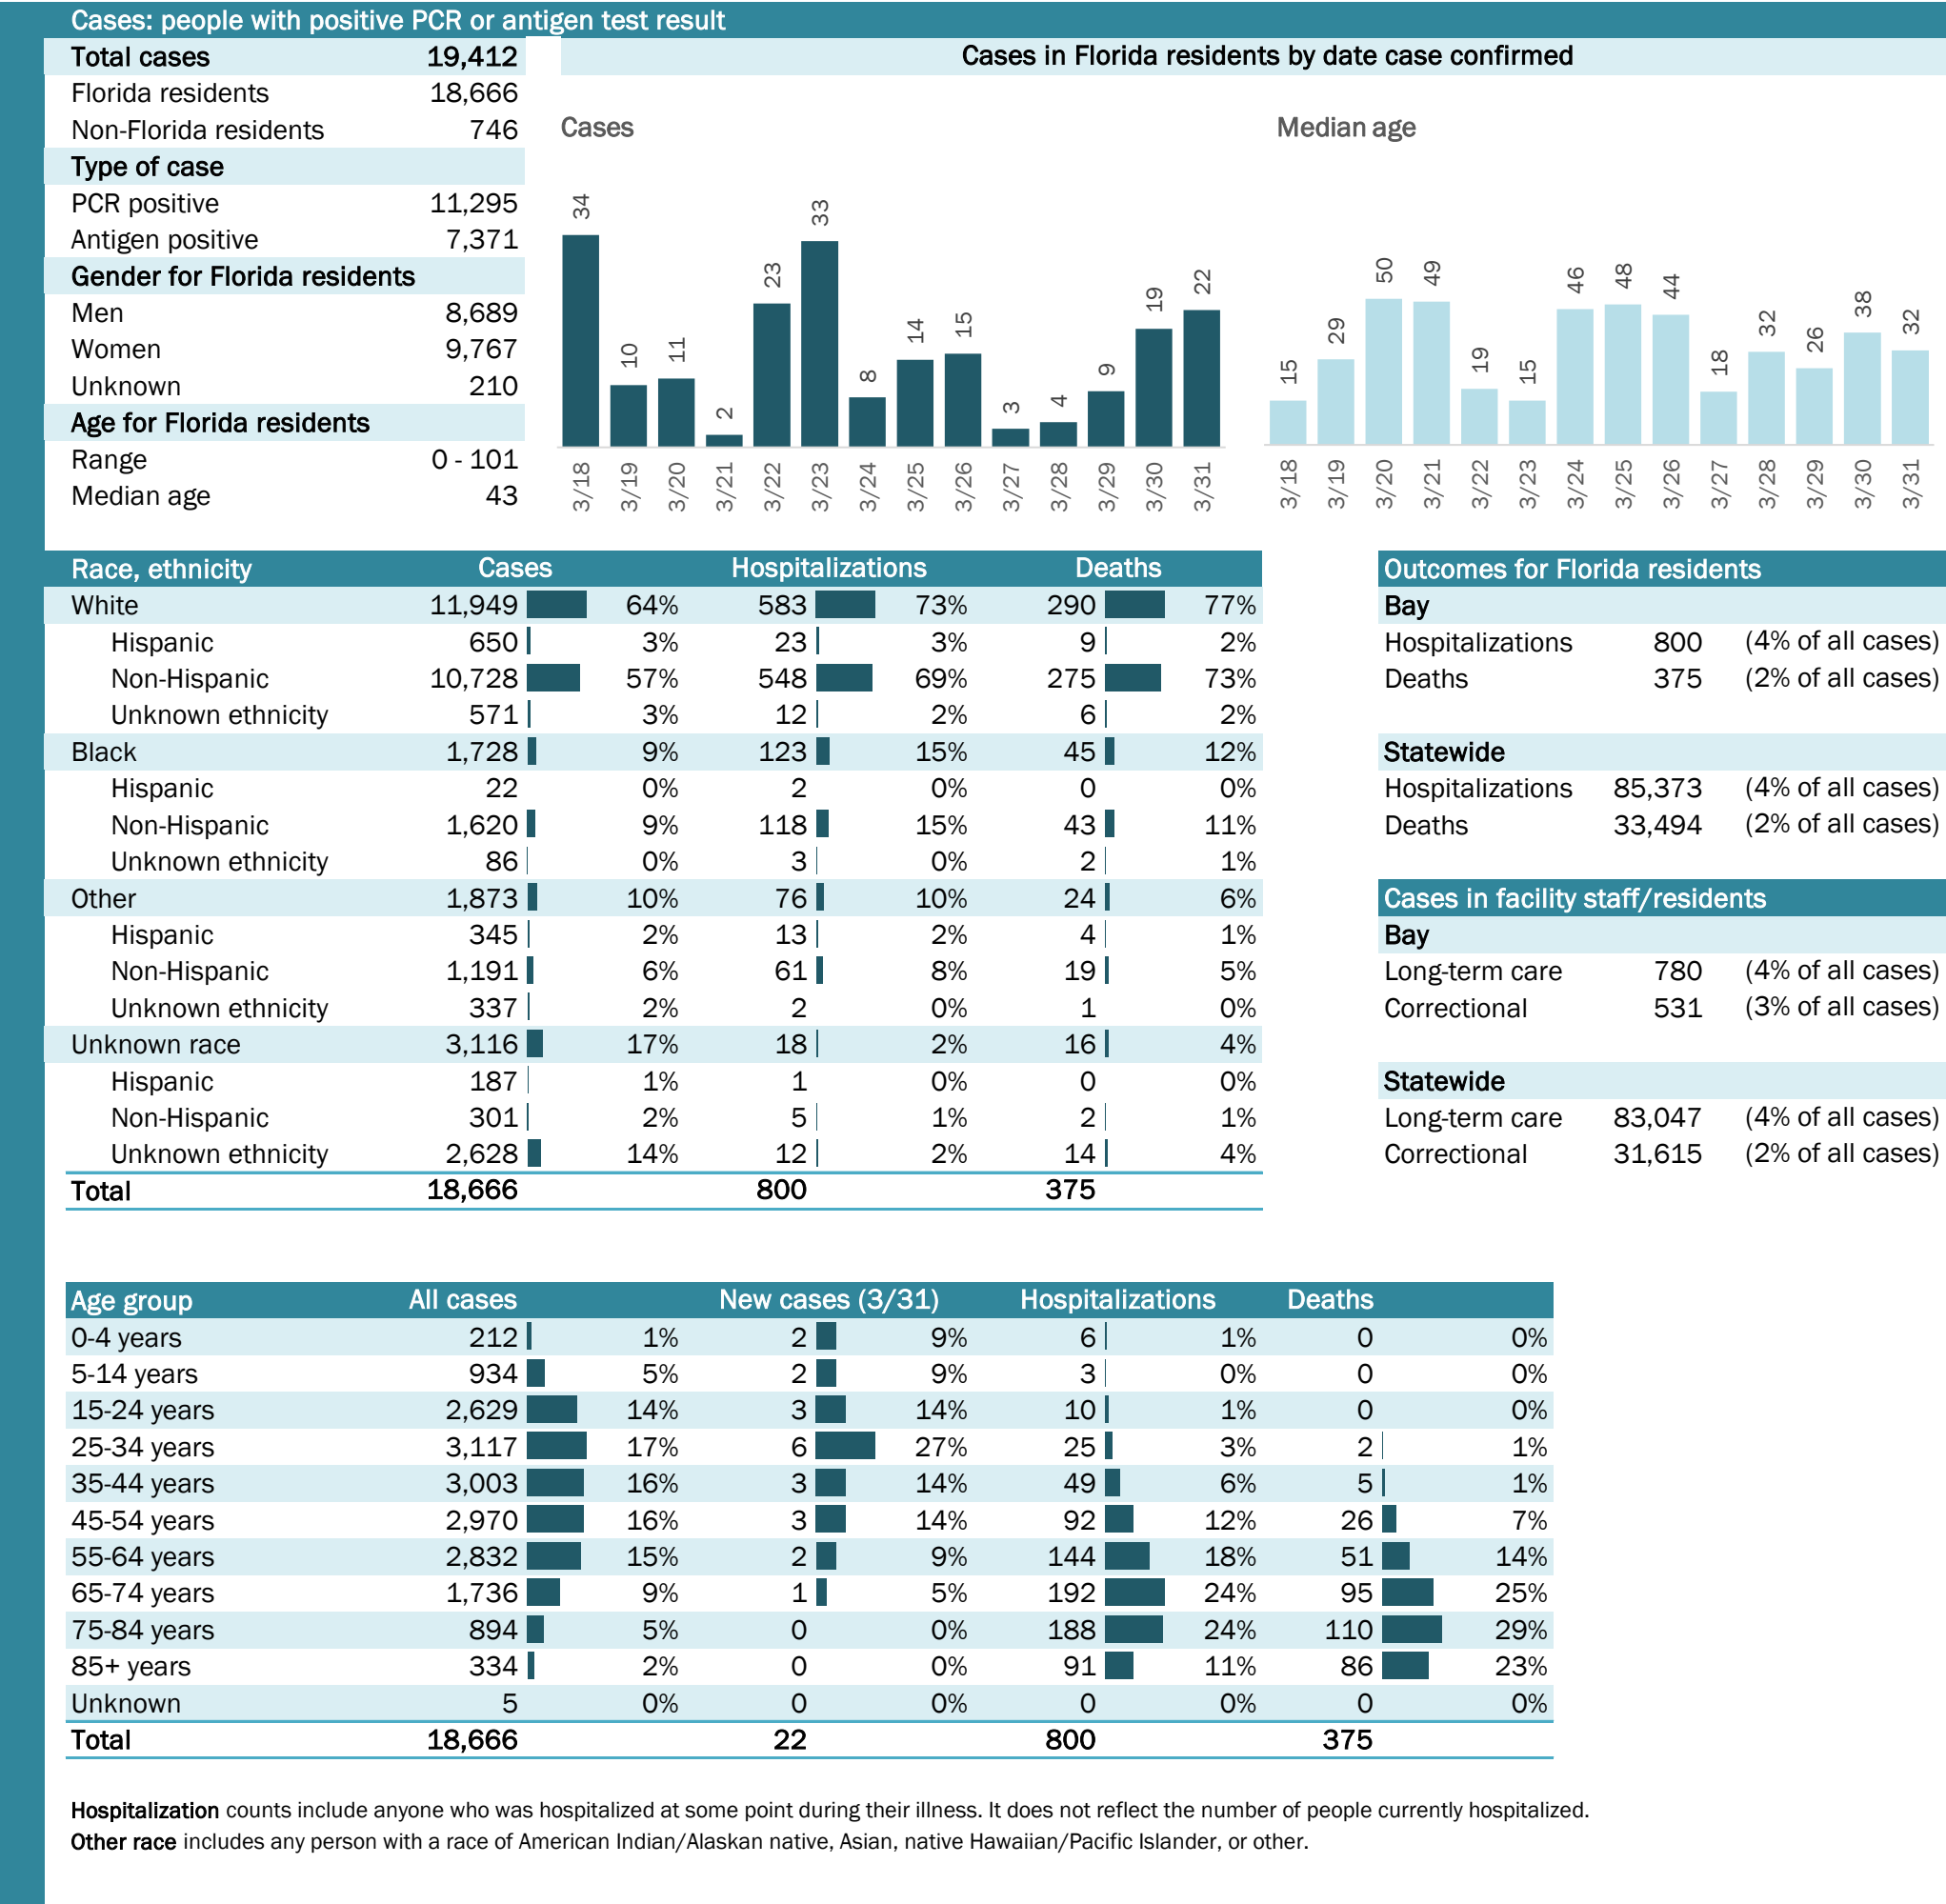 Cases: people with positive PCR or antigen test result
Total cases 19,412
Florida residents 18,666
Non-Florida residents 746
Type of case
PCR positive 11,295
Antigen positive 7,371
Gender for Florida residents
Men 8,689
Women 9,767
Unknown 210
Age for Florida residents
Range 0 - 101
Median age 43
Cases in Florida residents by date case confirmed
Cases
34 10 11 2 23 33 8 14 15 3 4 9 19 22
3/18 3/19 3/20 3/21 3/22 3/23 3/24 3/25 3/26 3/27 3/28 3/29 3/30 3/31
Median age
15 29 50 49 19 15 46 48 44 18 32 26 38 32
3/18 3/19 3/20 3/21 3/22 3/23 3/24 3/25 3/26 3/27 3/28 3/29 3/30 3/31
Race, ethnicity Cases Hospitalizations Deaths
White 11,949 64% 583 73% 290 77%
Hispanic 650 3% 23 3% 9 2%
Non-Hispanic 10,728 57% 548 69% 275 73%
Unknown ethnicity 571 3% 12 2% 6 2%
Black 1,728 9% 123 15% 45 12%
Hispanic 22 0% 2 0% 0 0%
Non-Hispanic 1,620 9% 118 15% 43 11%
Unknown ethnicity 86 0% 3 0% 2 1%
Other 1,873 10% 76 10% 24 6%
Hispanic 345 2% 13 2% 4 1%
Non-Hispanic 1,191 6% 61 8% 19 5%
Unknown ethnicity 337 2% 2 0% 1 0%
Unknown race 3,116 17% 18 2% 16 4%
Hispanic 187 1% 1 0% 0 0%
Non-Hispanic 301 2% 5 1% 2 1%
Unknown ethnicity 2,628 14% 12 2% 14 4%
Total 18,666 800 375
Outcomes for Florida residents
Bay
Hospitalizations 800 (4% of all cases)
Deaths 375 (2% of all cases)
Statewide
Hospitalizations 85,373 (4% of all cases)
Deaths 33,494 (2% of all cases)
Cases in facility staff/residents
Bay
Long-term care 780 (4% of all cases)
Correctional 531 (3% of all cases)
Statewide
Long-term care 83,047 (4% of all cases)
Correctional 31,615 (2% of all cases)
Age group All cases New cases (3/31) Hospitalizations Deaths
0-4 years 212 1% 2 9% 6 1% 0 0%
5-14 years 934 5% 2 9% 3 0% 0 0%
15-24 years 2,629 14% 3 14% 10 1% 0 0%
25-34 years 3,117 17% 6 27% 25 3% 2 1%
35-44 years 3,003 16% 3 14% 49 6% 5 1%
45-54 years 2,970 16% 3 14% 92 12% 26 7%
55-64 years 2,832 15% 2 9% 144 18% 51 14%
65-74 years 1,736 9% 1 5% 192 24% 95 25%
75-84 years 894 5% 0 0% 188 24% 110 29%
85+ years 334 2% 0 0% 91 11% 86 23%
Unknown 5 0% 0 0% 0 0% 0 0%
Total 18,666 22 800 375
Hospitalization counts include anyone who was hospitalized at some point during their illness. It does not reflect the number of people currently hospitalized.
Other race includes any person with a race of American Indian/Alaskan native, Asian, native Hawaiian/Pacific Islander, or other.